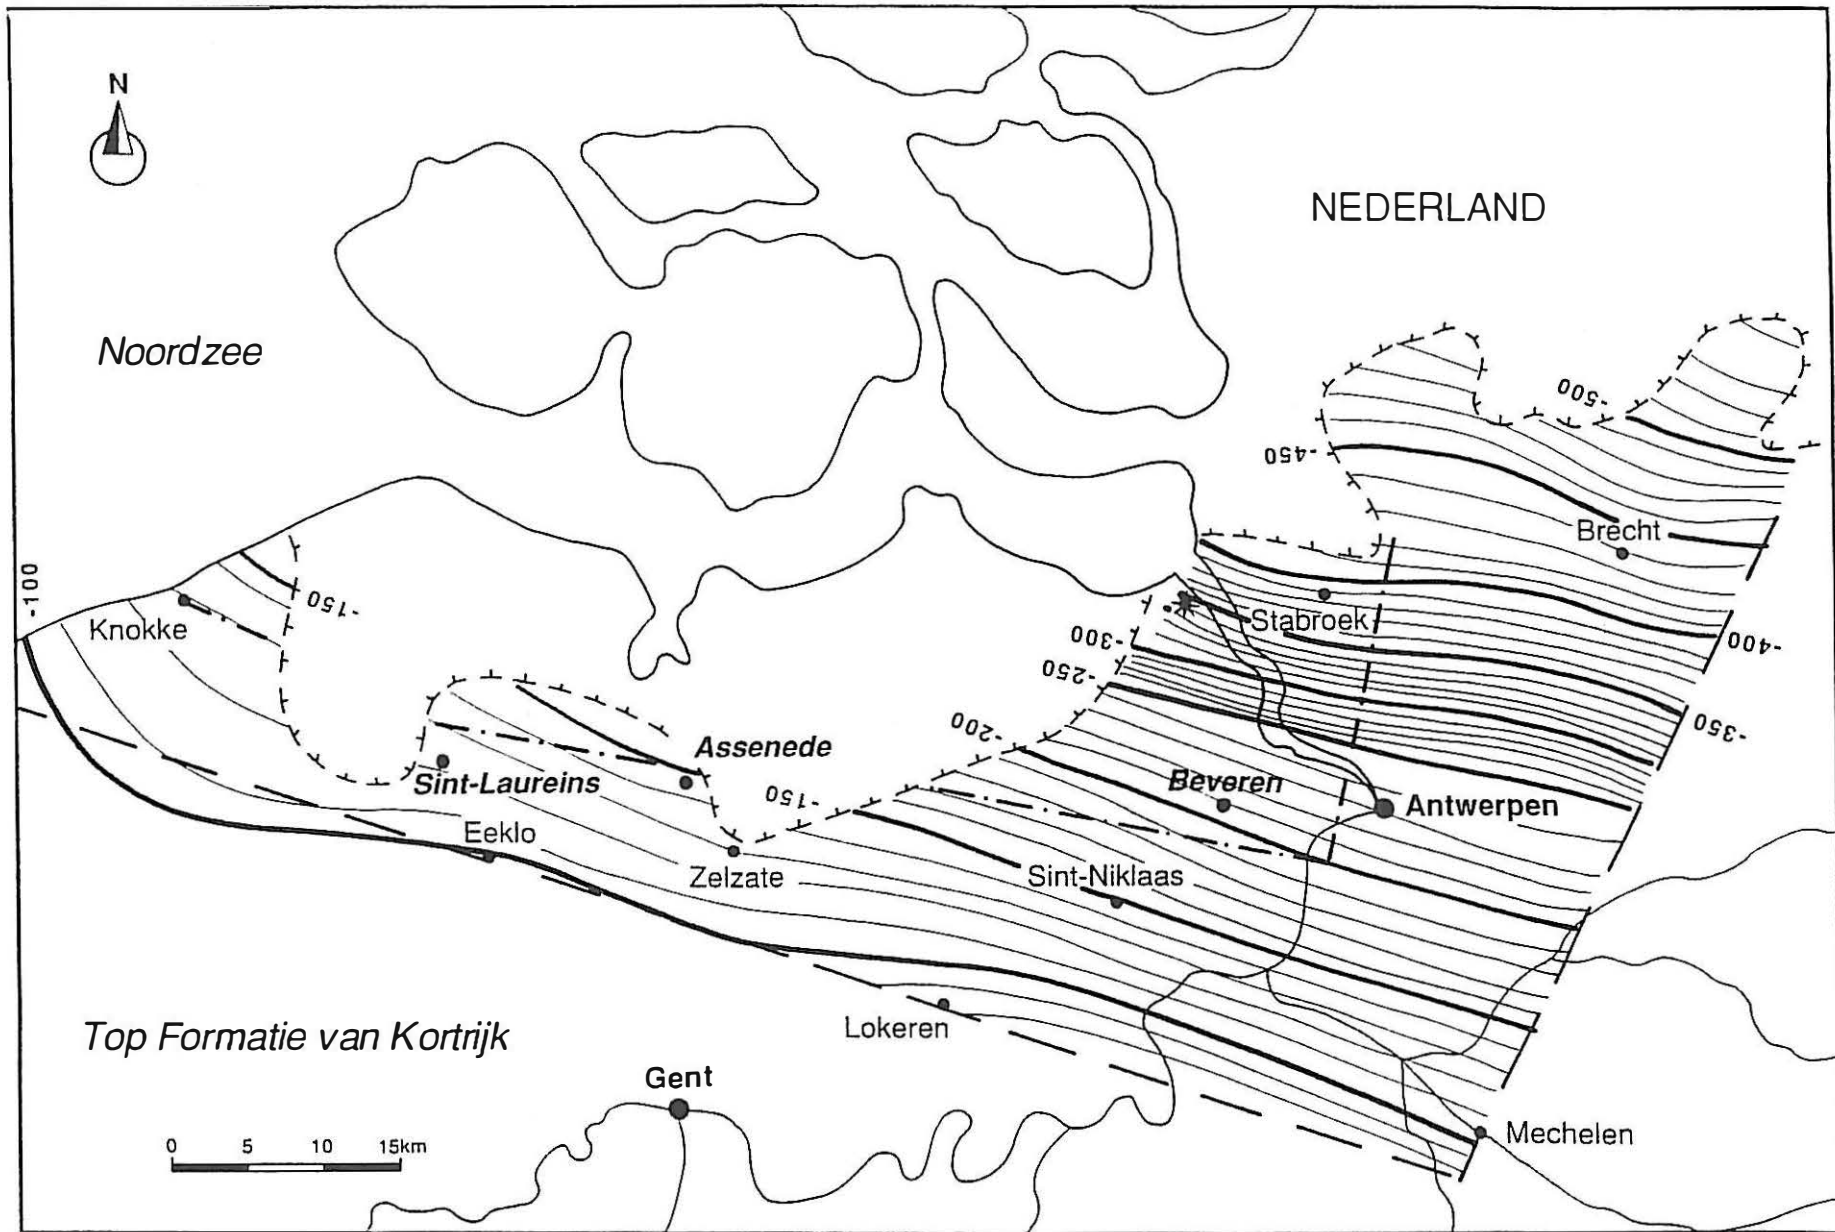 N
NEDERLAND
Noordzee
-500
-450
Brecht
-100
-150
Knokke
Stabroek
-300
-400
-250
-350
-200
Assenede
Sint-Laureins
-150
Beveren
Antwerpen
Eeklo
Zelzate
Sint-Niklaas
Lokeren
Top Formatie van Kortrijk
Gent
0 5 10 15km
Mechelen